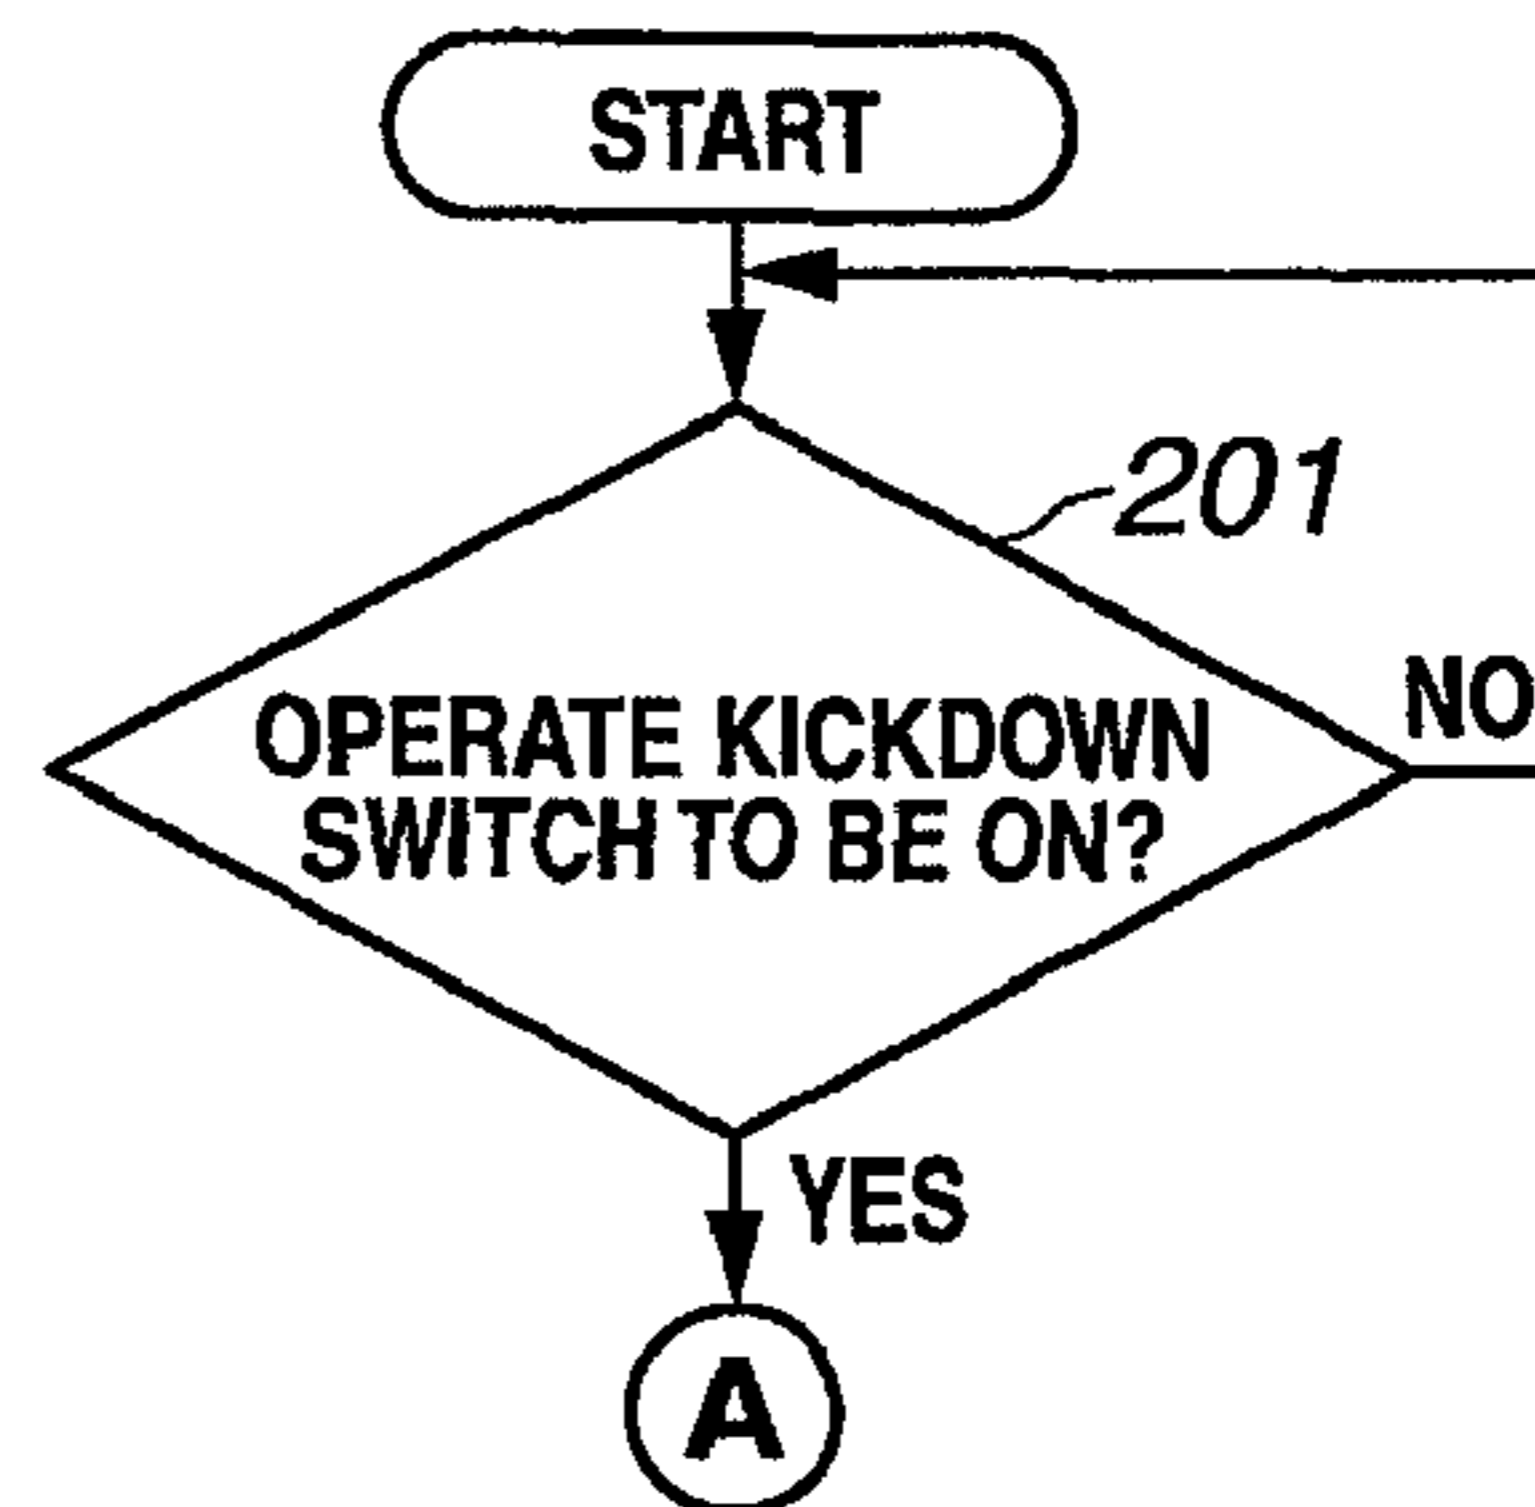 START
201
OPERATE KICKDOWN
SWITCH TO BE ON?
NO
YES
A